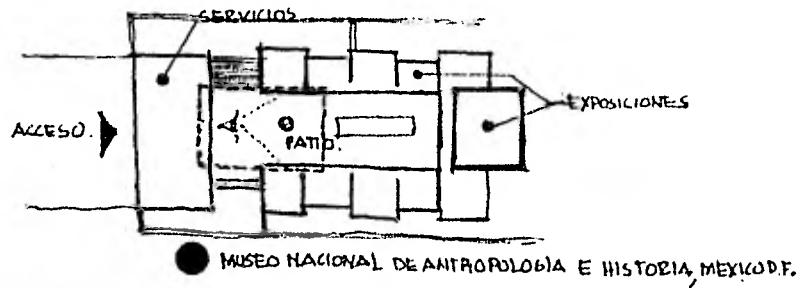 SERVICIOS
EXPOSICIONES
ACCESO.
PATIO.
MUSEO NACIONAL DE ANTROPOLOGIA E HISTORIA, MEXICO D.F.